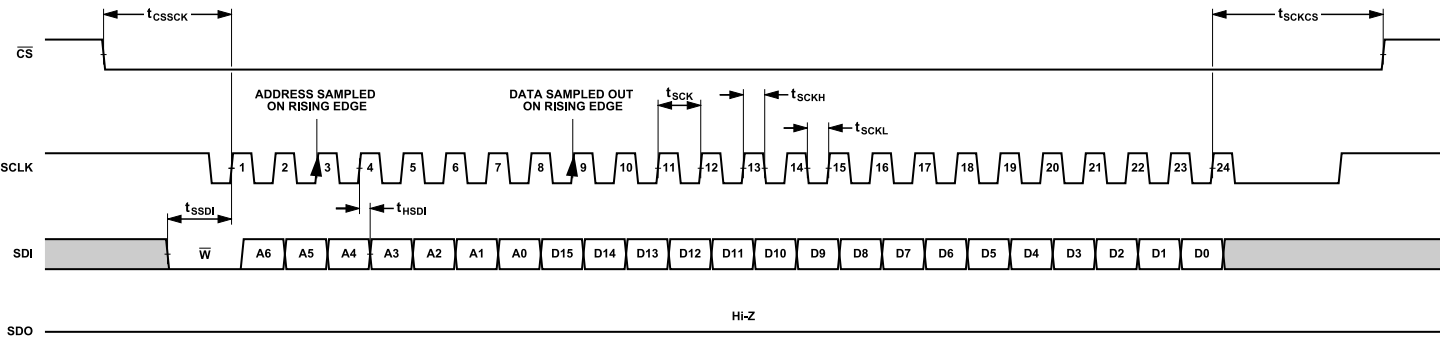 tCSSCK tSCKCS
CS
ADDRESS SAMPLED
ON RISING EDGE
DATA SAMPLED OUT
ON RISING EDGE
tSCK tSCKH
tSCKL
SCLK 1 2 3 4 5 6 7 8 9 10 11 12 13 14 15 16 17 18 19 20 21 22 23 24
tSSDI tHSDI
SDI W A6 A5 A4 A3 A2 A1 A0 D15 D14 D13 D12 D11 D10 D9 D8 D7 D6 D5 D4 D3 D2 D1 D0
Hi-Z
SDO